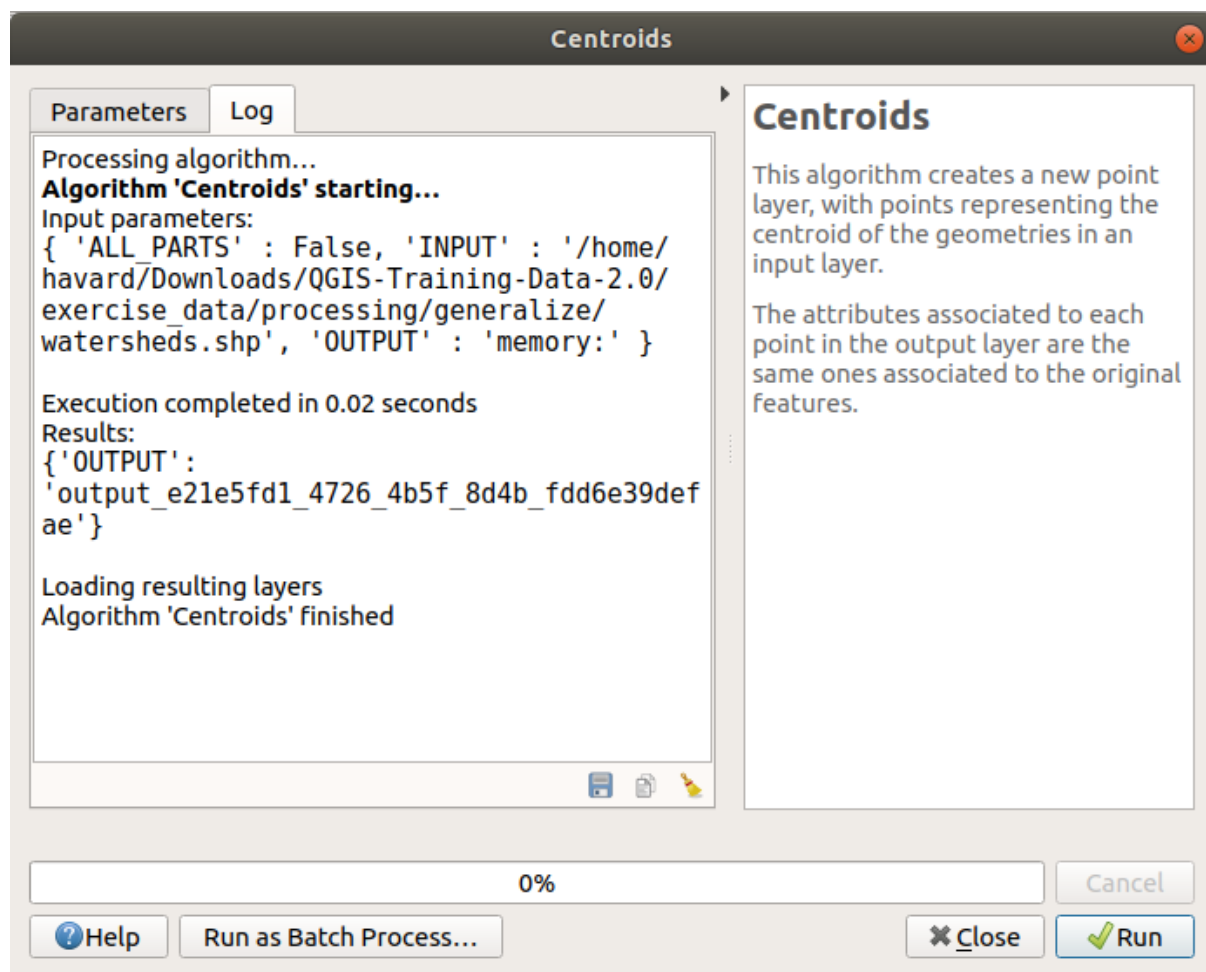 Centroids
Parameters
Log
Processing algorithm…
Algorithm 'Centroids' starting…
Input parameters:
{ 'ALL_PARTS' : False, 'INPUT' : '/home/
havard/Downloads/QGIS-Training-Data-2.0/
exercise_data/processing/generalize/
watersheds.shp', 'OUTPUT' : 'memory:' }
Execution completed in 0.02 seconds
Results:
{'OUTPUT':
'output_e21e5fd1_4726_4b5f_8d4b_fdd6e39def
ae'}
Loading resulting layers
Algorithm 'Centroids' finished
Centroids
This algorithm creates a new point
layer, with points representing the
centroid of the geometries in an
input layer.
The attributes associated to each
point in the output layer are the
same ones associated to the original
features.
0%
Cancel
Help
Run as Batch Process…
Close
Run